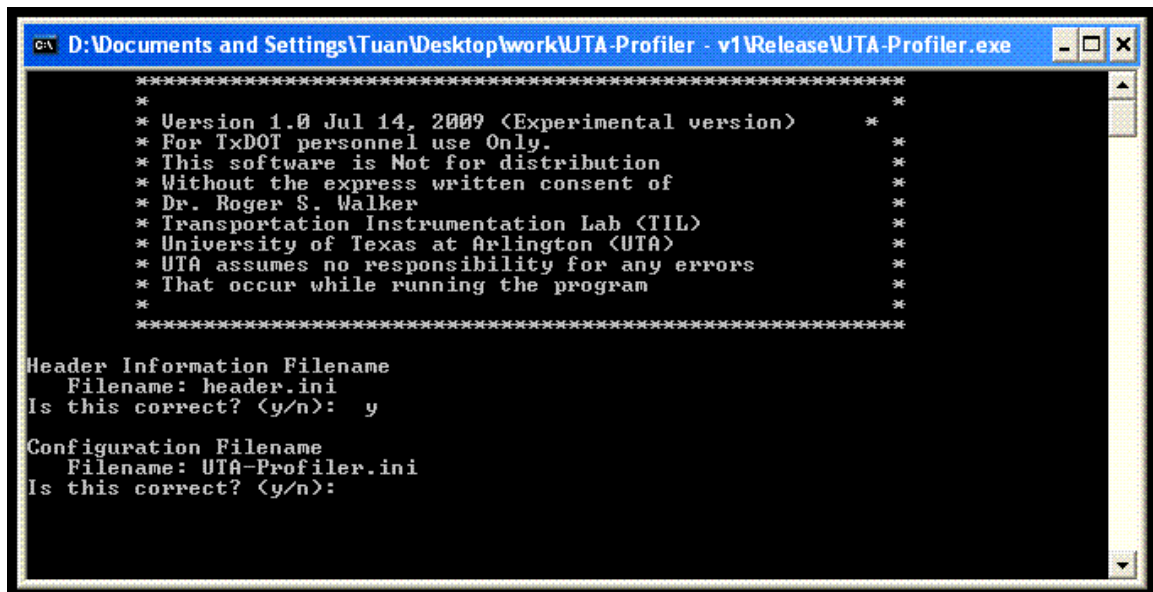 D:\Documents and Settings\Tuan\Desktop\work\UTA-Profiler - v1\Release\UTA-Profiler.exe
*********************************************************
* *
* Version 1.0 Jul 14, 2009 (Experimental version) *
* For TxDOT personnel use Only. *
* This software is Not for distribution *
* Without the express written consent of *
* Dr. Roger S. Walker *
* Transportation Instrumentation Lab (TIL) *
* University of Texas at Arlington (UTA) *
* UTA assumes no responsibility for any errors *
* That occur while running the program *
* *
*********************************************************
Header Information Filename
Filename: header.ini
Is this correct? (y/n): y
Configuration Filename
Filename: UTA-Profiler.ini
Is this correct? (y/n):